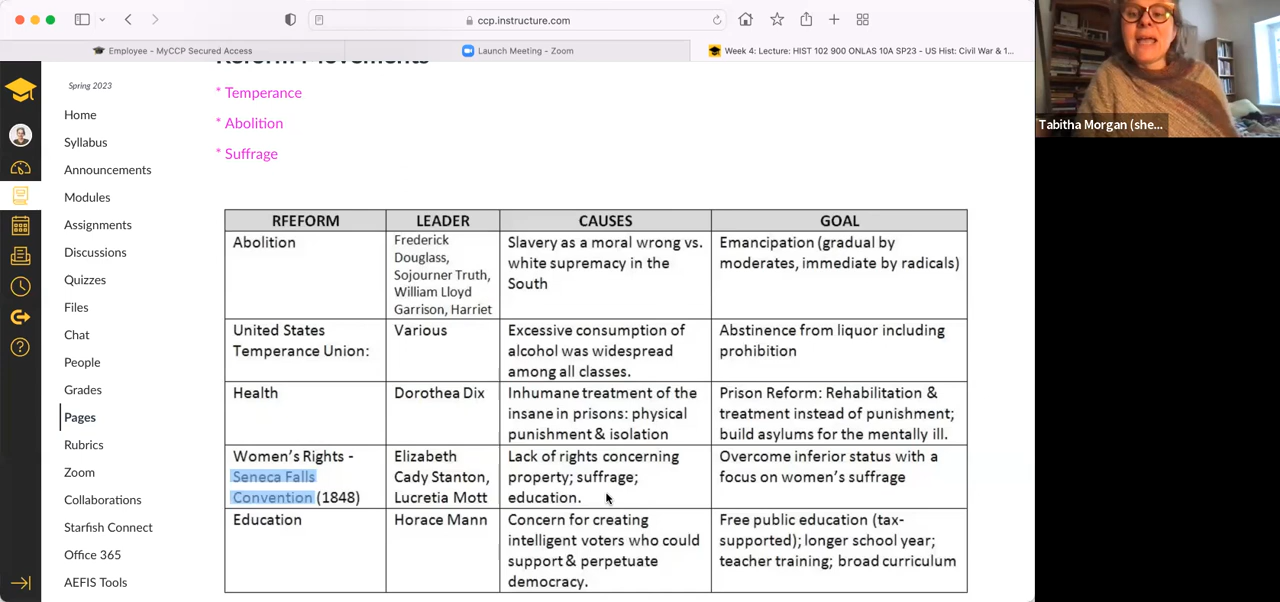 ccp.instructure.com
Employee - MyCCP Secured Access
Launch Meeting - Zoom
Week 4: Lecture: HIST 102 900 ONLAS 10A SP23 - US Hist: Civil War & 1...
Reform Movements
Spring 2023
Home
Syllabus
Announcements
Modules
Assignments
Discussions
Quizzes
Files
Chat
People
Grades
Pages
Rubrics
Zoom
Collaborations
Starfish Connect
Office 365
AEFIS Tools
* Temperance
* Abolition
* Suffrage
RFEFORM LEADER CAUSES GOAL
Abolition
Frederick
Douglass,
Sojourner Truth,
William Lloyd
Garrison, Harriet
Slavery as a moral wrong vs.
white supremacy in the
South
Emancipation (gradual by
moderates, immediate by radicals)
United States
Temperance Union:
Various
Excessive consumption of
alcohol was widespread
among all classes.
Abstinence from liquor including
prohibition
Health
Dorothea Dix
Inhumane treatment of the
insane in prisons: physical
punishment & isolation
Prison Reform: Rehabilitation &
treatment instead of punishment;
build asylums for the mentally ill.
Women's Rights -
Seneca Falls
Convention (1848)
Elizabeth
Cady Stanton,
Lucretia Mott
Lack of rights concerning
property; suffrage;
education.
Overcome inferior status with a
focus on women's suffrage
Education
Horace Mann
Concern for creating
intelligent voters who could
support & perpetuate
democracy.
Free public education (tax-
supported); longer school year;
teacher training; broad curriculum
Tabitha Morgan (she...